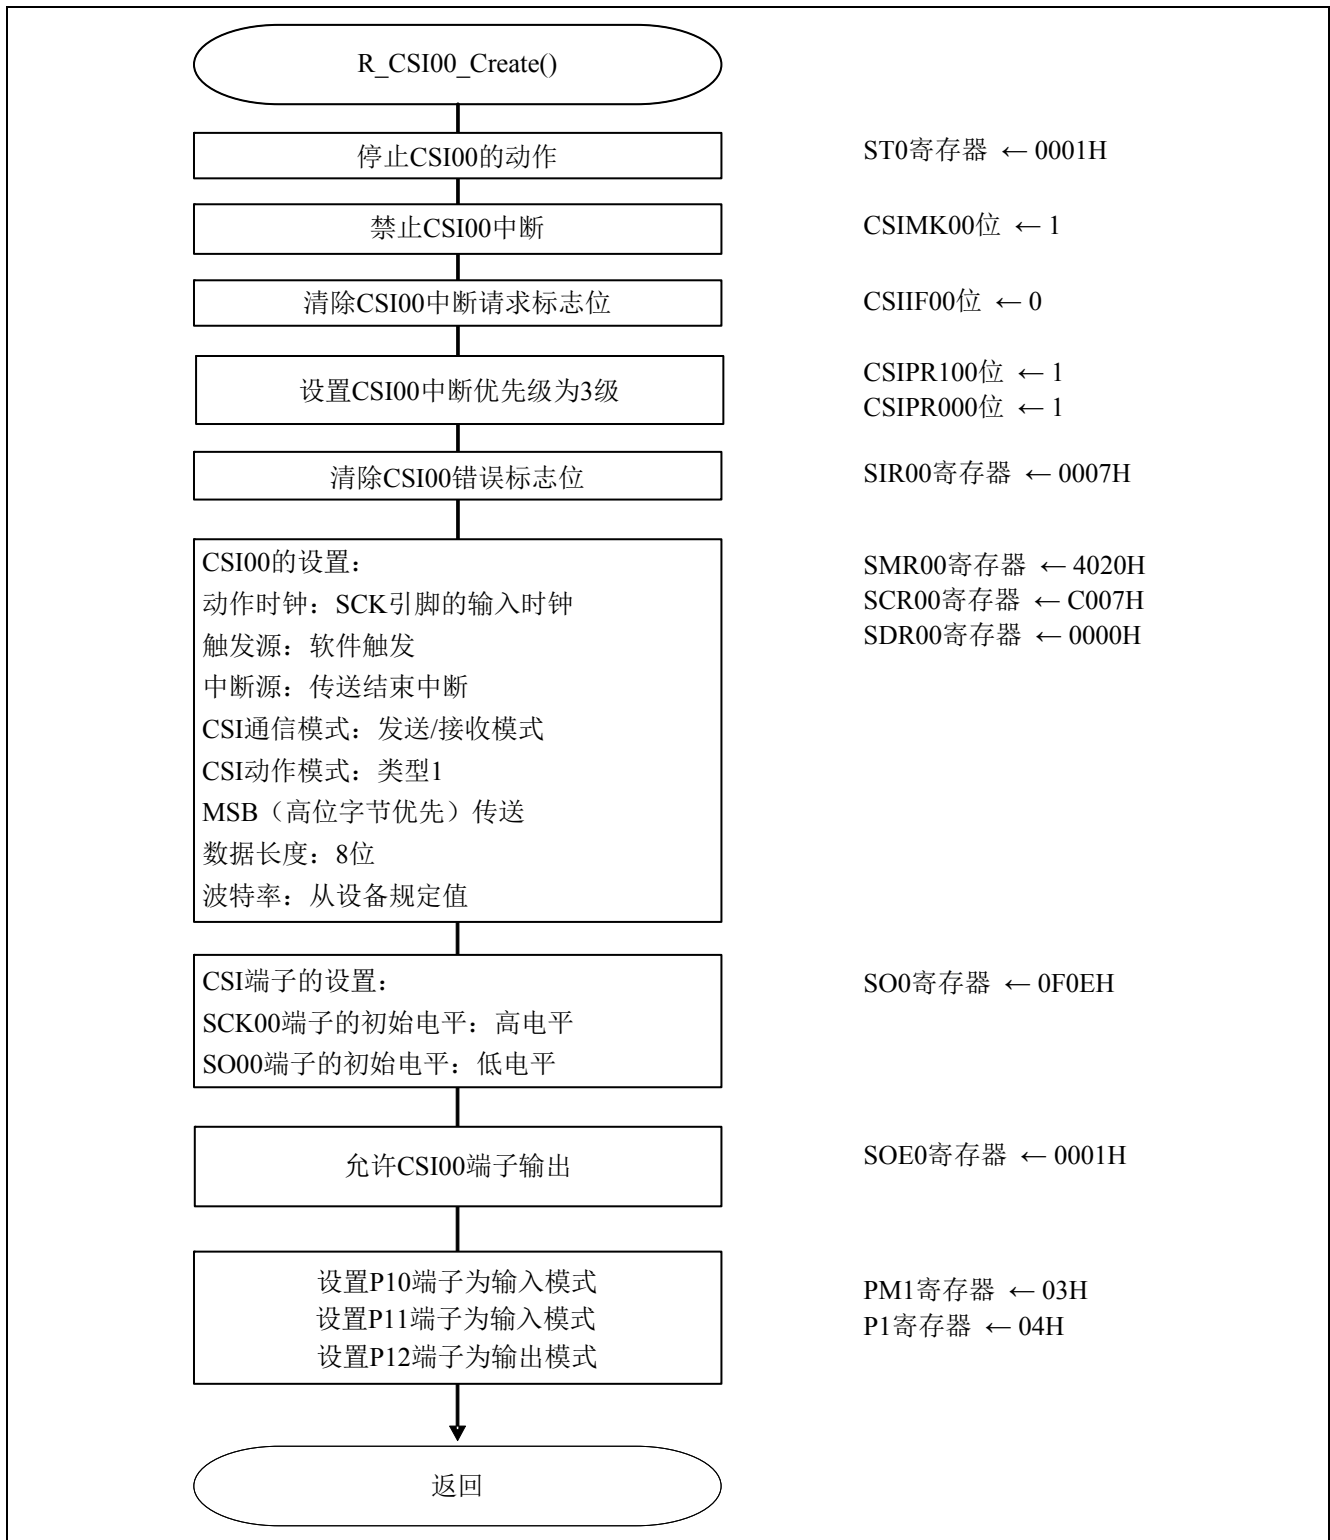 R_CSI00_Create()
停止CSI00的动作
ST0寄存器 ← 0001H
禁止CSI00中断
CSIMK00位 ← 1
清除CSI00中断请求标志位
CSIIF00位 ← 0
设置CSI00中断优先级为3级
CSIPR100位 ← 1
CSIPR000位 ← 1
清除CSI00错误标志位
SIR00寄存器 ← 0007H
CSI00的设置：
动作时钟：SCK引脚的输入时钟
触发源：软件触发
中断源：传送结束中断
CSI通信模式：发送/接收模式
CSI动作模式：类型1
MSB（高位字节优先）传送
数据长度：8位
波特率：从设备规定值
SMR00寄存器 ← 4020H
SCR00寄存器 ← C007H
SDR00寄存器 ← 0000H
CSI端子的设置：
SCK00端子的初始电平：高电平
SO00端子的初始电平：低电平
SO0寄存器 ← 0F0EH
允许CSI00端子输出
SOE0寄存器 ← 0001H
设置P10端子为输入模式
设置P11端子为输入模式
设置P12端子为输出模式
PM1寄存器 ← 03H
P1寄存器 ← 04H
返回